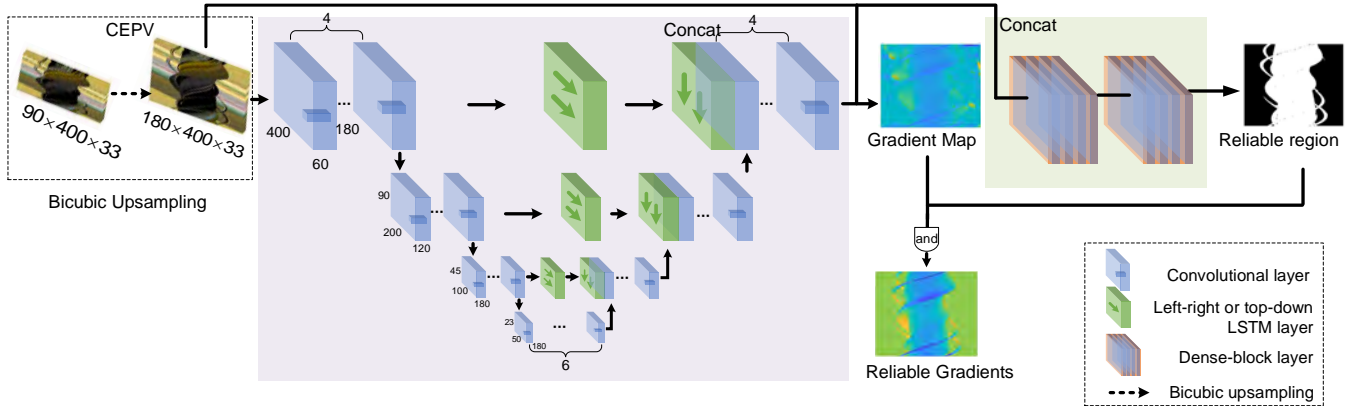 CEPV
90×400×33
180×400×33
Bicubic Upsampling
4
400
60
180
...
Concat
4
...
90
200
120
...
...
45
100
180
...
...
23
50
180
...
6
Gradient Map
Concat
Reliable region
and
Reliable Gradients
Convolutional layer
Left-right or top-down
LSTM layer
Dense-block layer
Bicubic upsampling